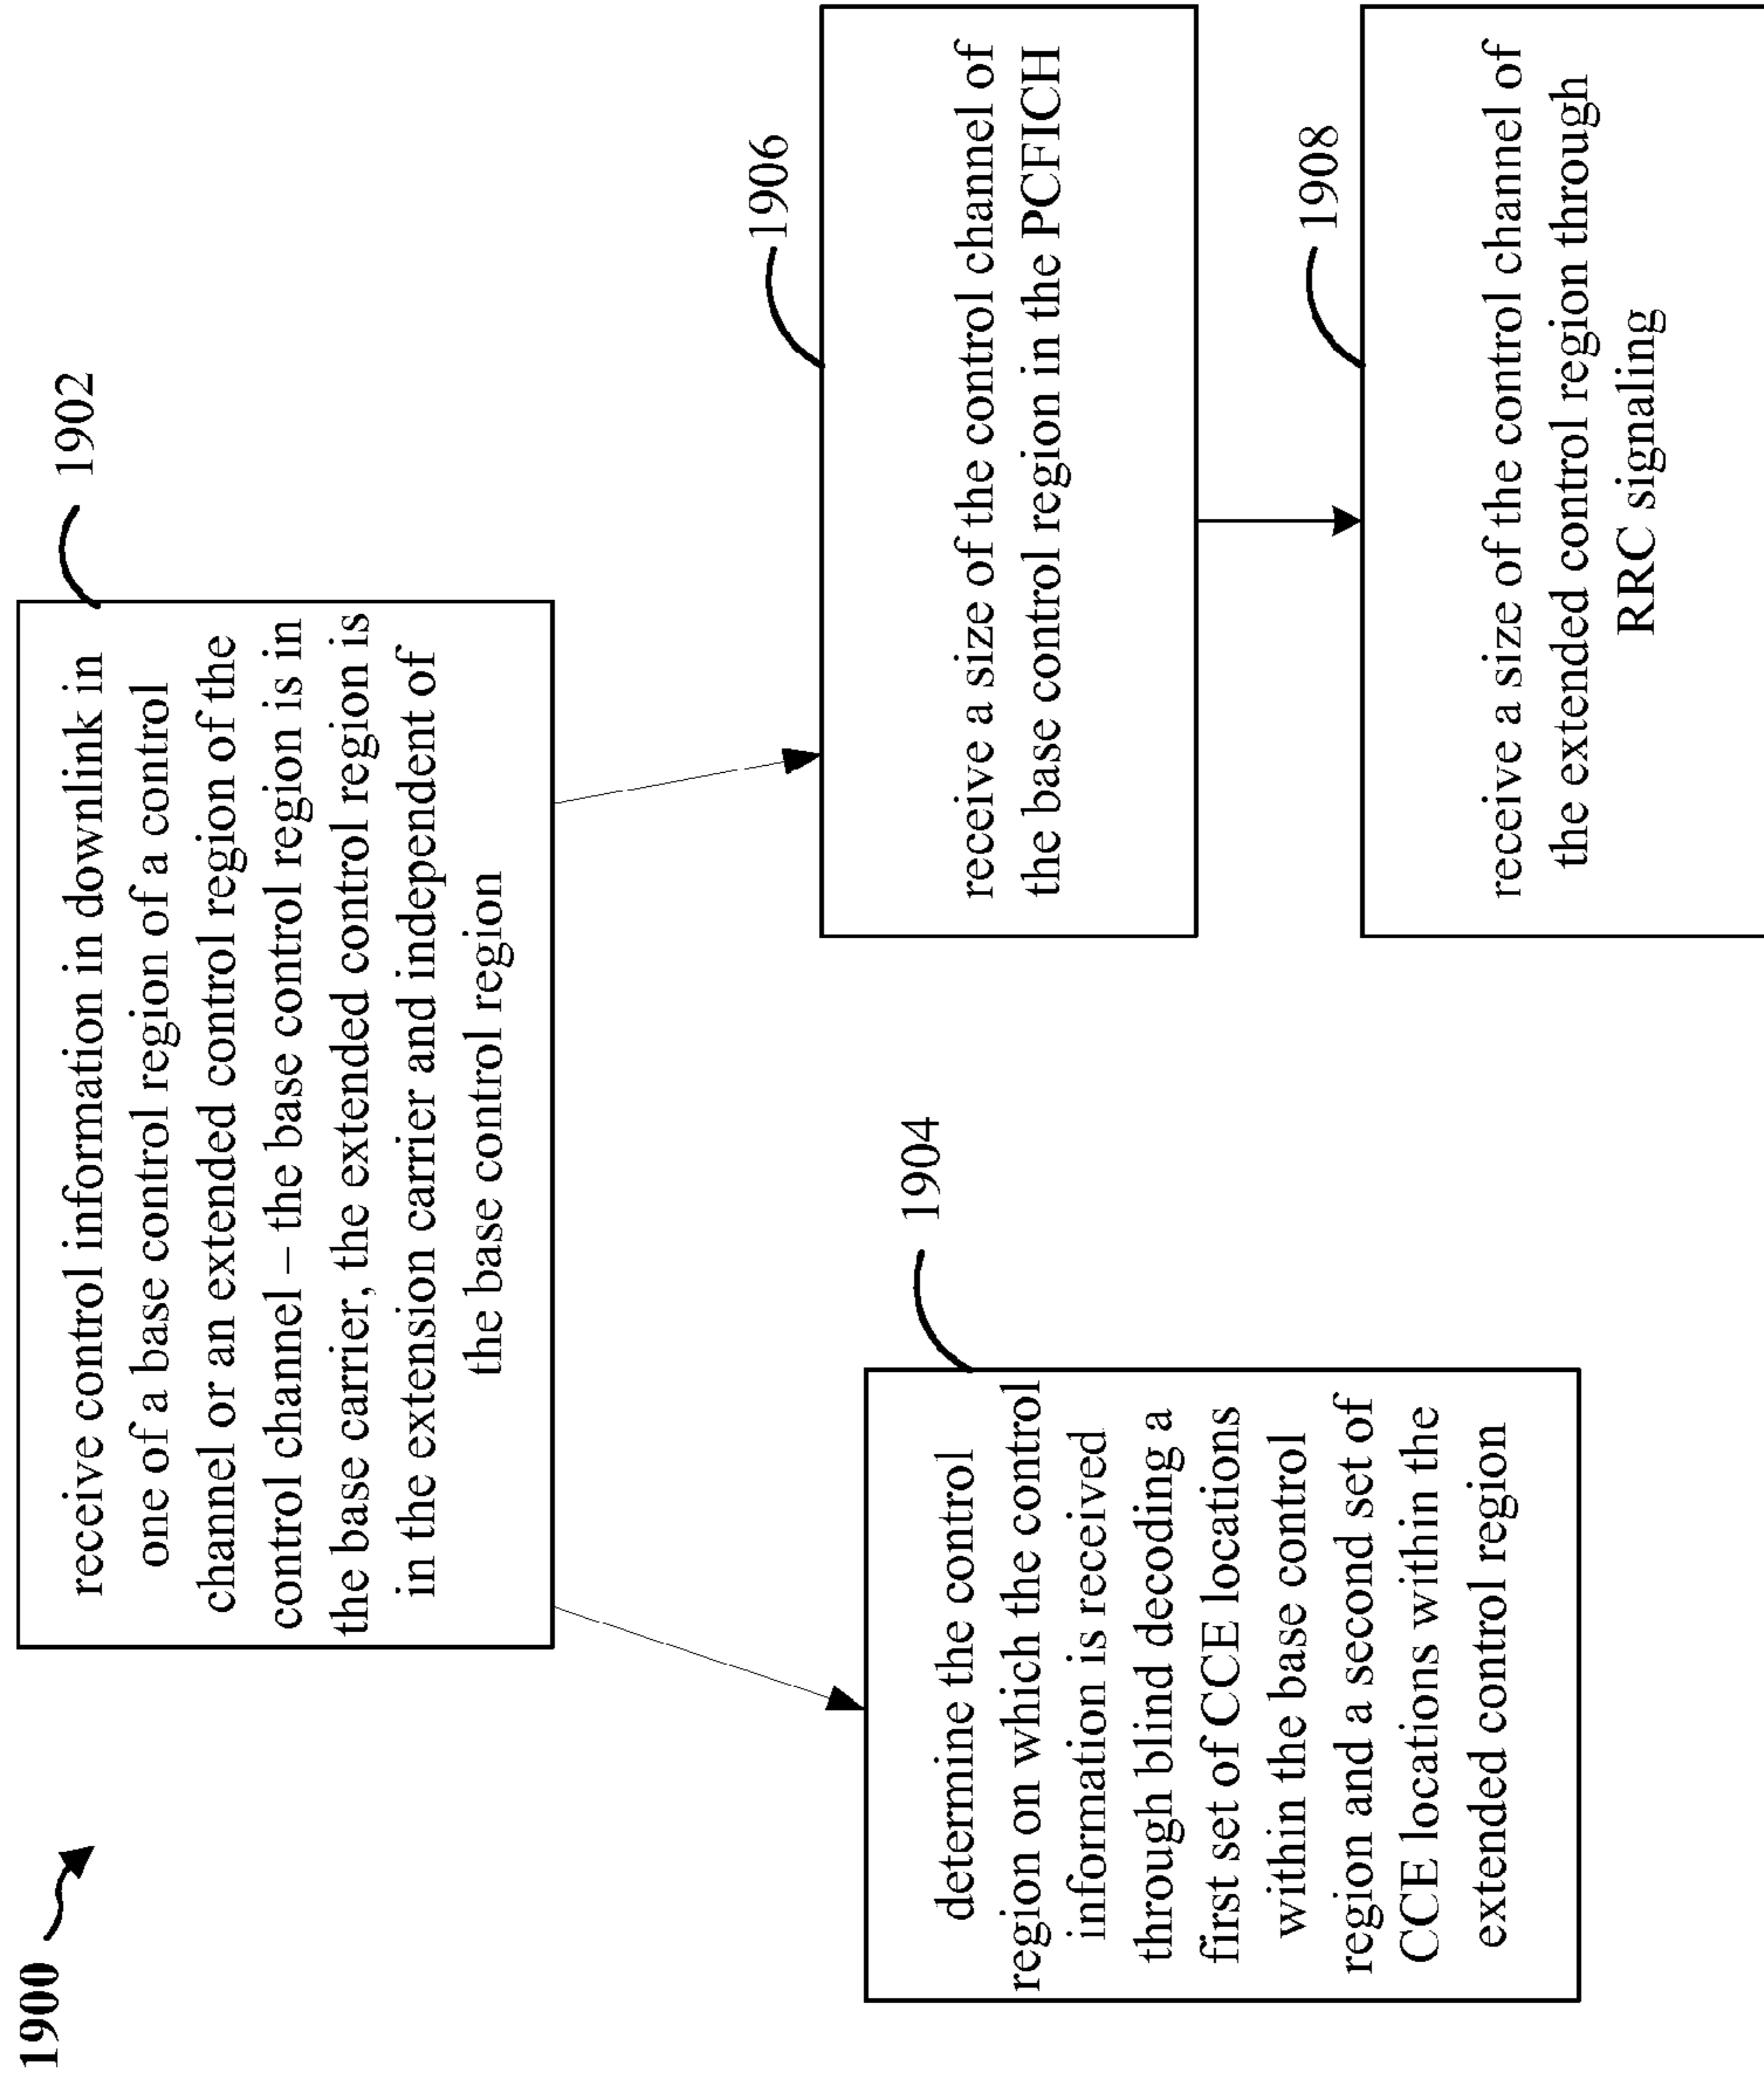 1900
1902
receive control information in downlink in
one of a base control region of a control
channel or an extended control region of the
control channel – the base control region is in
the base carrier, the extended control region is
in the extension carrier and independent of
the base control region
1904
determine the control
region on which the control
information is received
through blind decoding a
first set of CCE locations
within the base control
region and a second set of
CCE locations within the
extended control region
1906
receive a size of the control channel of
the base control region in the PCFICH
1908
receive a size of the control channel of
the extended control region through
RRC signaling